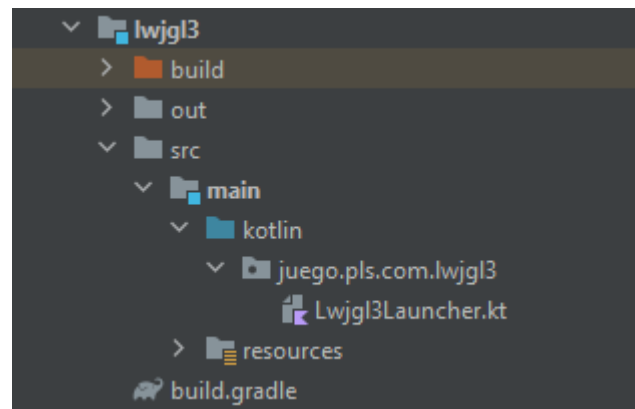 lwjgl3
build
out
src
main
kotlin
juego.pls.com.lwjgl3
Lwjgl3Launcher.kt
resources
build.gradle